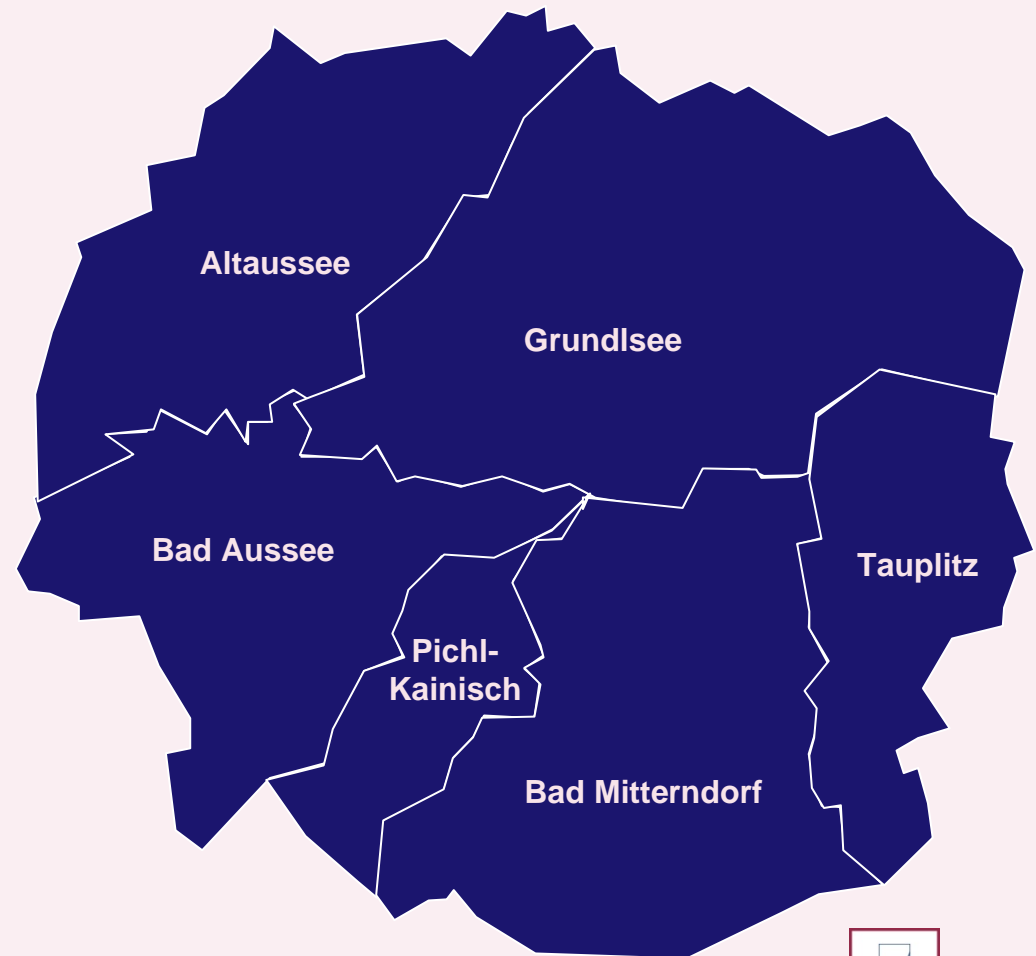 Altaussee
Grundlsee
Bad Aussee
Tauplitz
Pichl-
Kainisch
Bad Mitterndorf